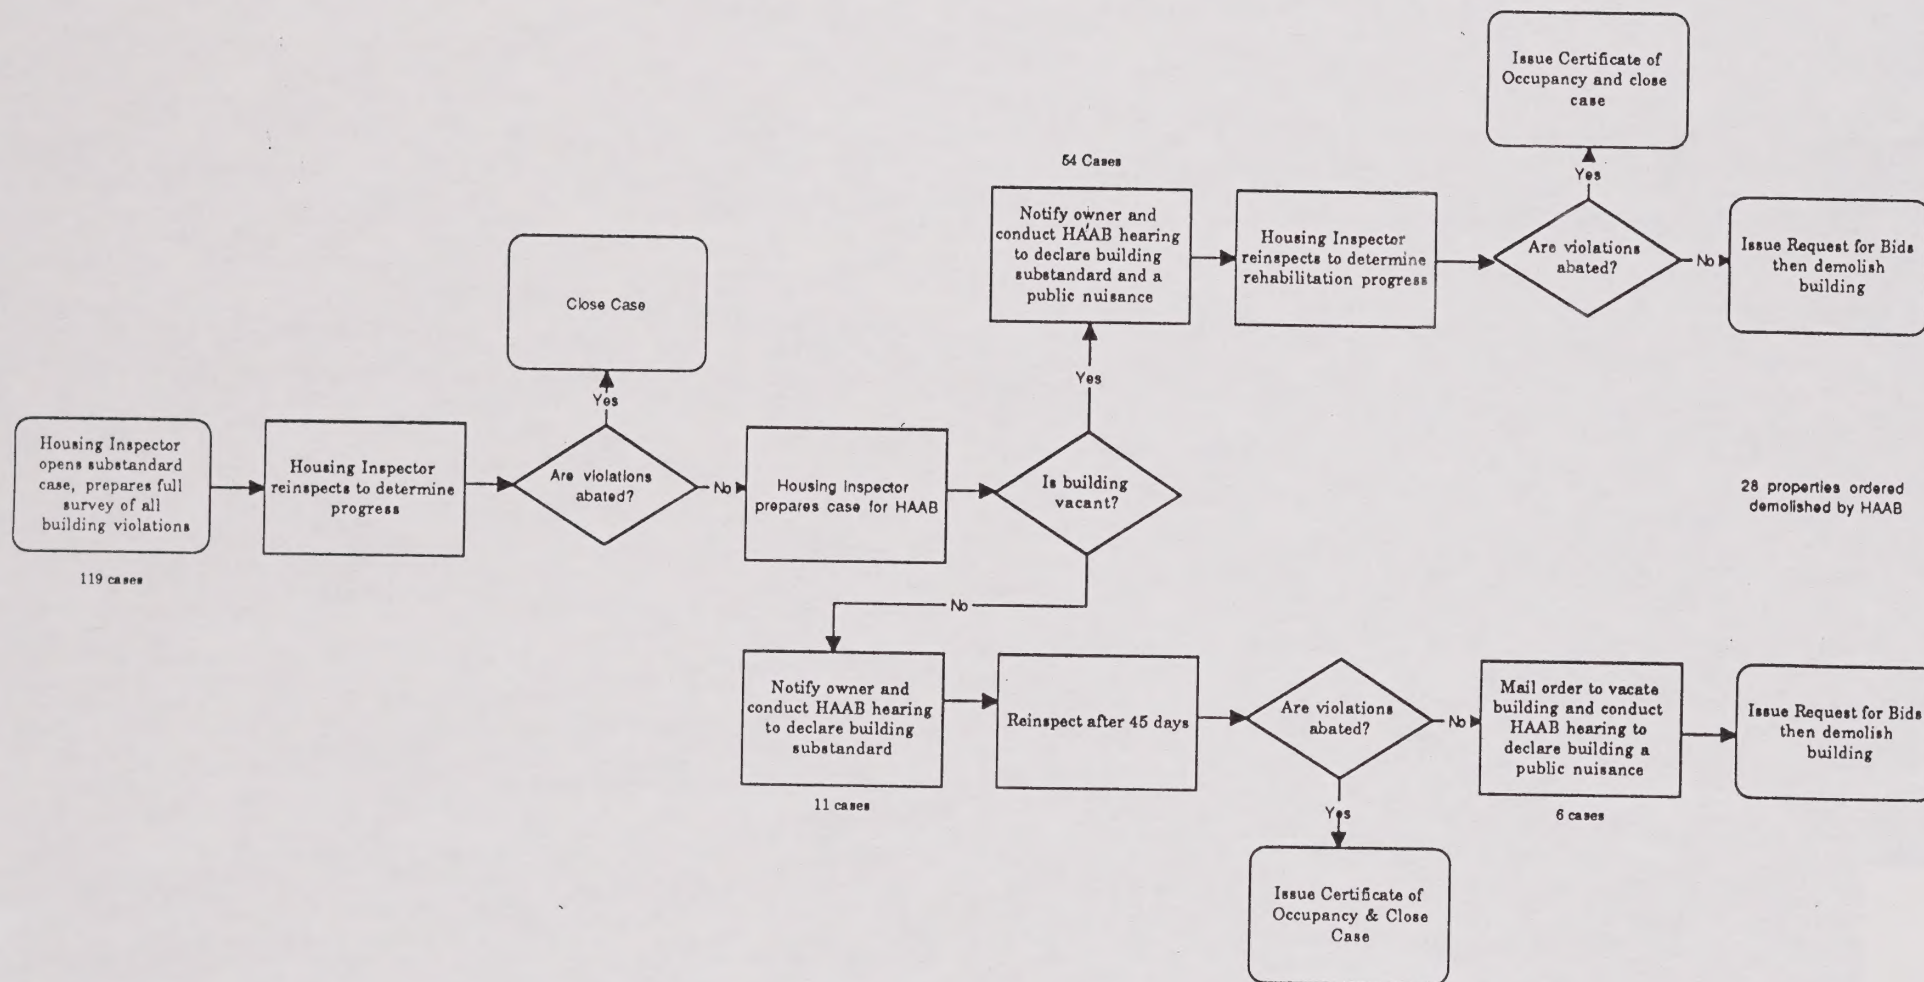 Housing Inspector
opens substandard
case, prepares full
survey of all
building violations
119 cases
Housing Inspector
reinspects to determine
progress
Are violations
abated?
Yes
Close Case
No
Housing Inspector
prepares case for HAAB
Is building
vacant?
Yes
54 Cases
Notify owner and
conduct HAAB hearing
to declare building
substandard and a
public nuisance
Housing Inspector
reinspects to determine
rehabilitation progress
Are violations
abated?
Yes
Issue Certificate of
Occupancy and close
case
No
Issue Request for Bids
then demolish
building
28 properties ordered
demolished by HAAB
No
Notify owner and
conduct HAAB hearing
to declare building
substandard
11 cases
Reinspect after 45 days
Are violations
abated?
Yes
Issue Certificate of
Occupancy & Close
Case
No
Mail order to vacate
building and conduct
HAAB hearing to
declare building a
public nuisance
6 cases
Issue Request for Bids
then demolish
building